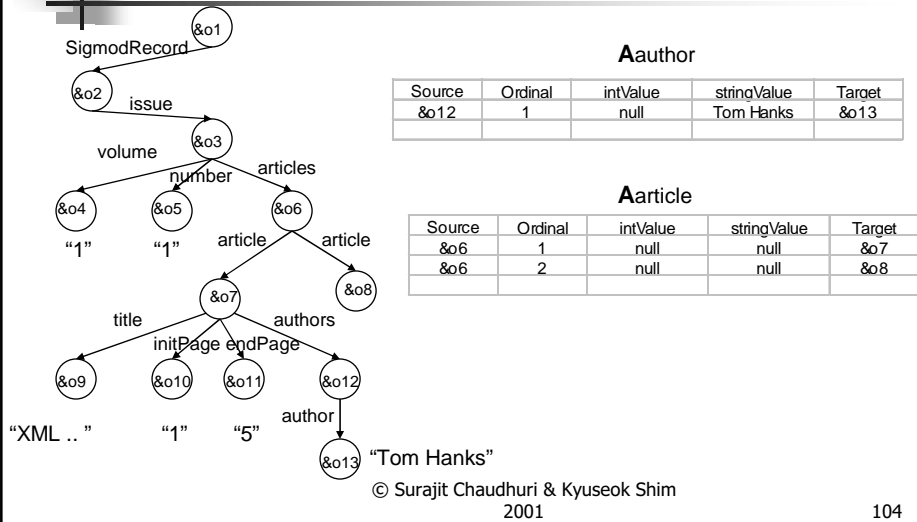 &o1
SigmodRecord
&o2
issue
&o3
volume
number
articles
&o4
&o5
&o6
"1"
"1"
article
article
&o7
&o8
title
authors
initPage endPage
&o9
&o10
&o11
&o12
author
"XML .. "
"1"
"5"
&o13
"Tom Hanks"
Aauthor
Source Ordinal intValue stringValue Target
&o12 1 null Tom Hanks &o13
Aarticle
Source Ordinal intValue stringValue Target
&o6 1 null null &o7
&o6 2 null null &o8
© Surajit Chaudhuri & Kyuseok Shim
2001
104